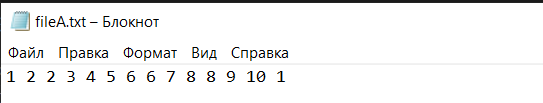 fileA.txt – Блокнот
Файл Правка Формат Вид Справка
1 2 2 3 4 5 6 6 7 8 8 9 10 1